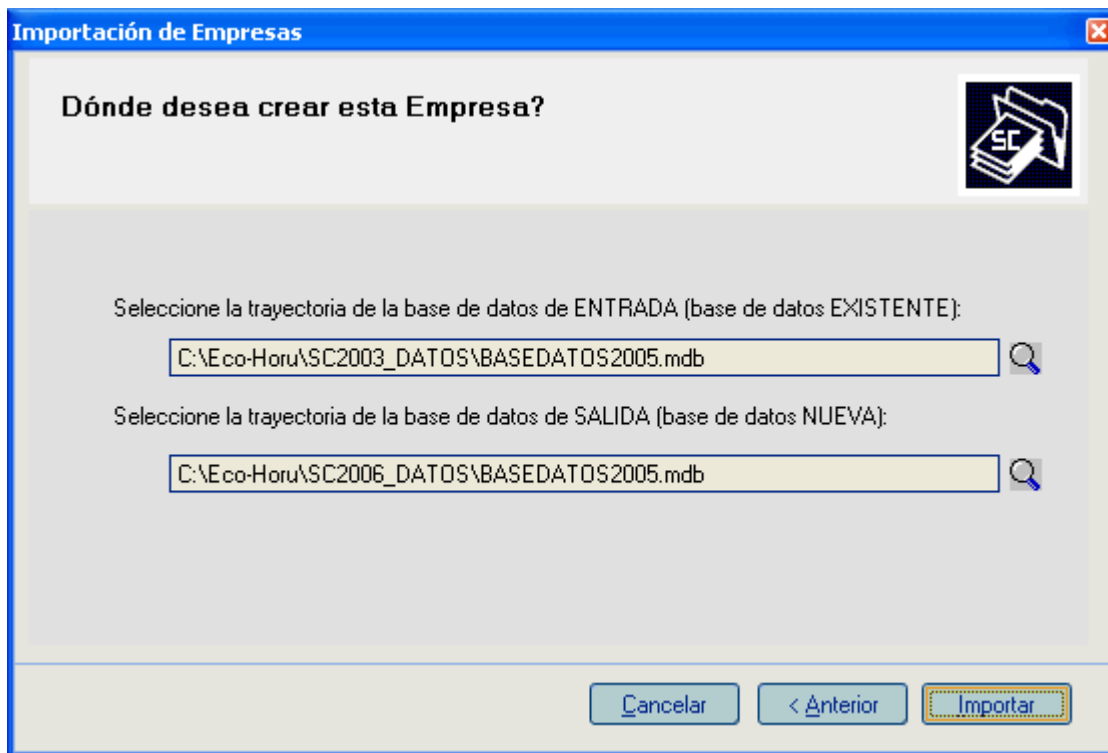 Importación de Empresas
Dónde desea crear esta Empresa?
SC
Seleccione la trayectoria de la base de datos de ENTRADA (base de datos EXISTENTE):
C:\Eco-Horu\SC2003_DATOS\BASEDATOS2005.mdb
Seleccione la trayectoria de la base de datos de SALIDA (base de datos NUEVA):
C:\Eco-Horu\SC2006_DATOS\BASEDATOS2005.mdb
Cancelar < Anterior Importar